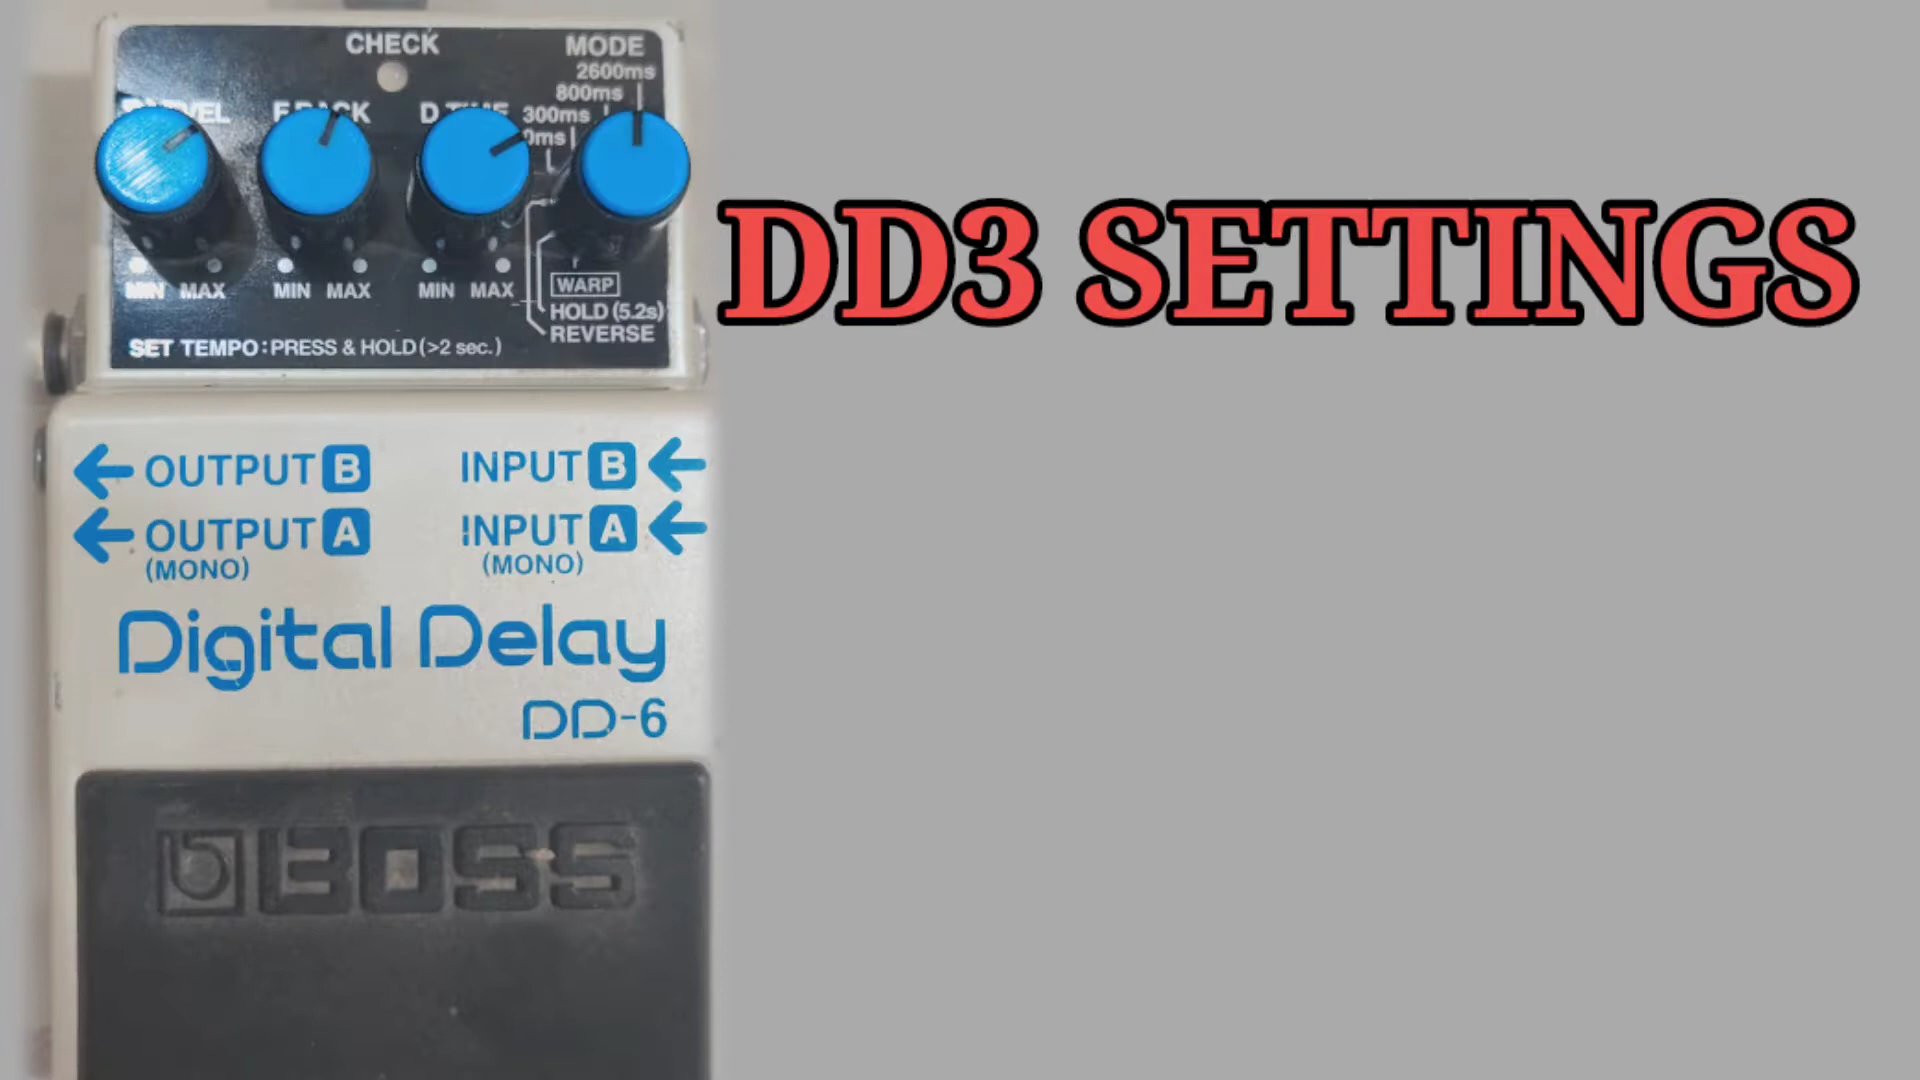 CHECK
MODE
2600ms
800ms
300ms
MIN MAX MIN MAX MIN MAX
WARP
HOLD (5.2s)
REVERSE
SET TEMPO: PRESS & HOLD (>2 sec.)
DD3 SETTINGS
OUTPUT B INPUT B
OUTPUT A INPUT A
(MONO) (MONO)
Digital Delay
DD-6
BOSS